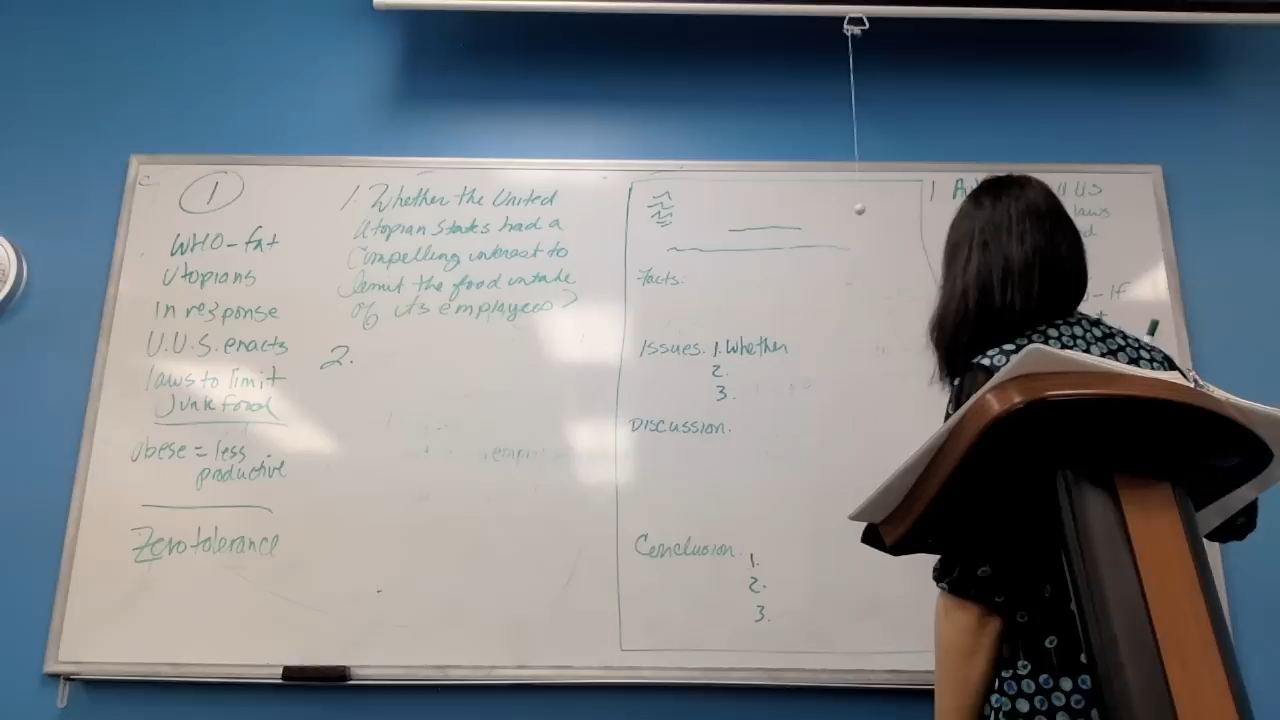 1
WHO-fat
Utopians
In response
U.U.S. enacts
laws to limit
Junk food
obese = less
productive
Zero tolerance
1. Whether the United
Utopian States had a
Compelling interest to
limit the food intake
of its employees?
2.
Facts:
Issues. 1. Whether
2.
3.
Discussion.
Conclusion.
1.
2.
3.
1
US
laws
If